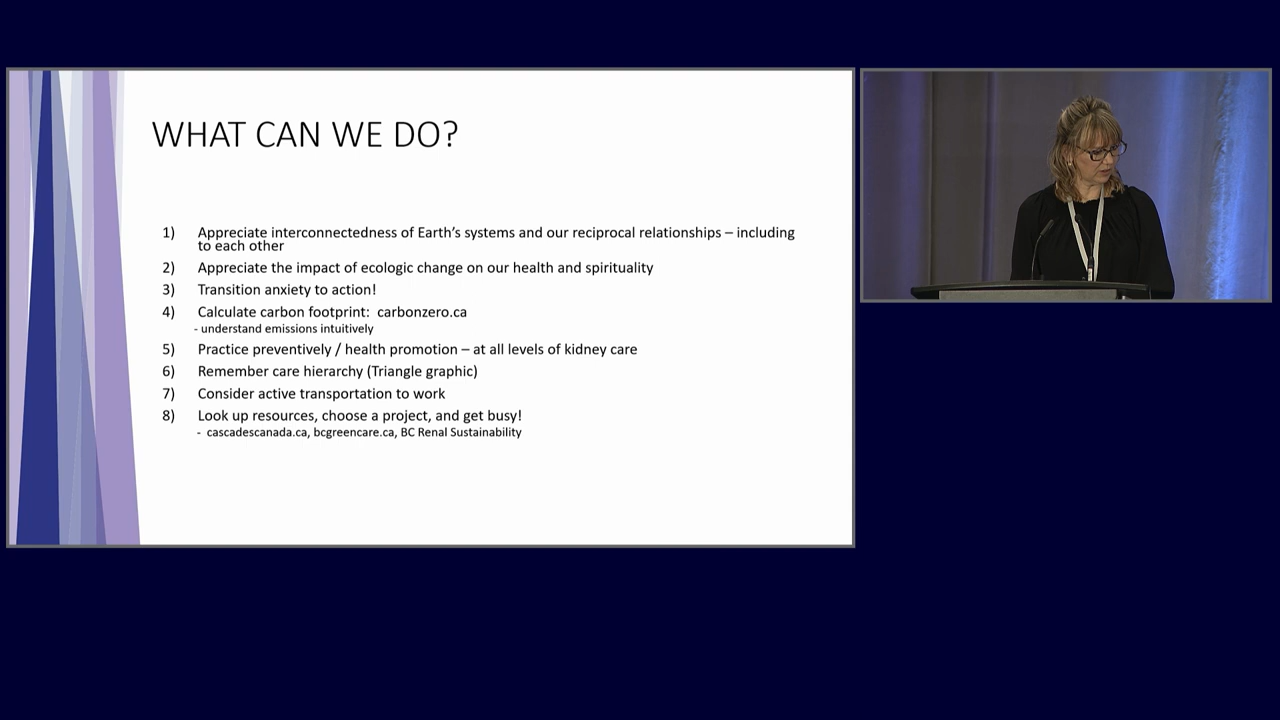 WHAT CAN WE DO?
1) Appreciate interconnectedness of Earth's systems and our reciprocal relationships – including
to each other
2) Appreciate the impact of ecologic change on our health and spirituality
3) Transition anxiety to action!
4) Calculate carbon footprint:  carbonzero.ca
- understand emissions intuitively
5) Practice preventively / health promotion – at all levels of kidney care
6) Remember care hierarchy (Triangle graphic)
7) Consider active transportation to work
8) Look up resources, choose a project, and get busy!
- cascadescanada.ca, bcgreencare.ca, BC Renal Sustainability